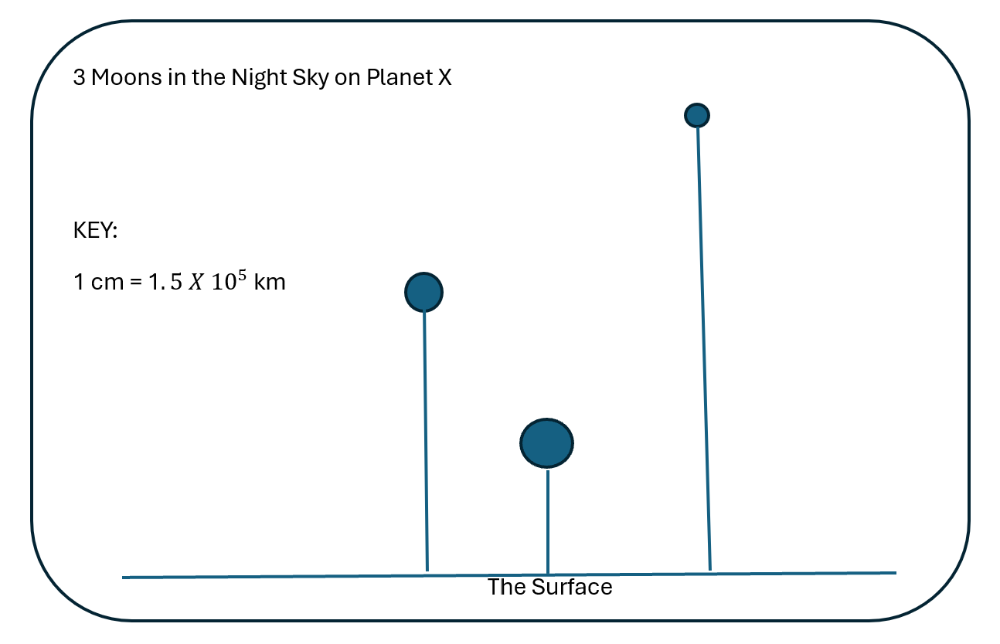 3 Moons in the Night Sky on Planet X
KEY:
1 cm = 1.5 X 10⁵ km
The Surface